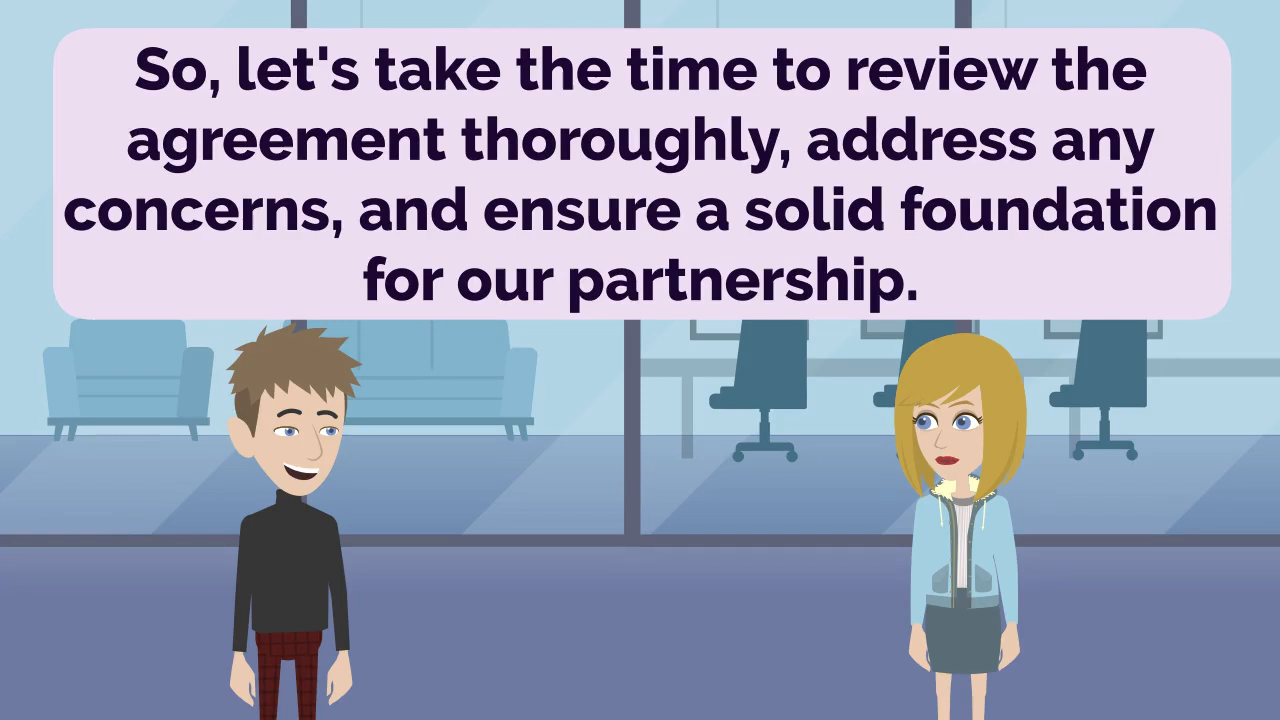 So, let's take the time to review the
agreement thoroughly, address any
concerns, and ensure a solid foundation
for our partnership.